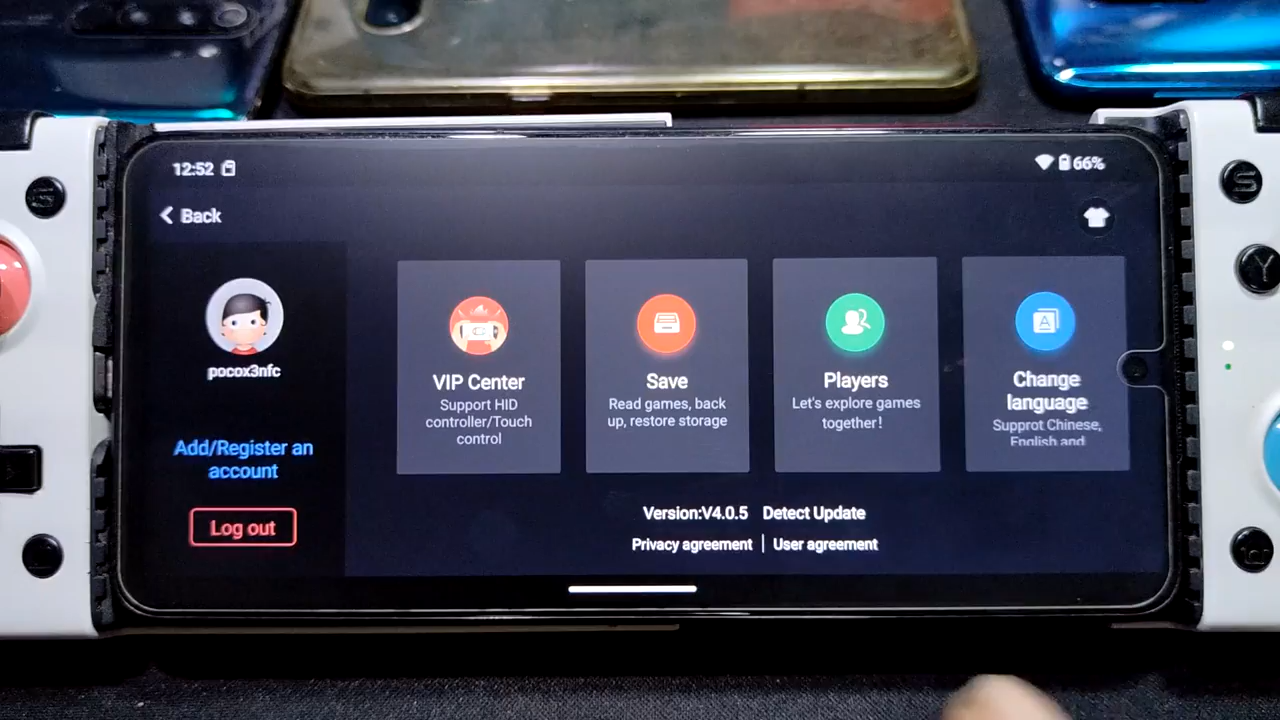 12:52
66%
Back
pocox3nfc
Add/Register an
account
Log out
VIP Center
Support HID
controller/Touch
control
Save
Read games, back
up, restore storage
Players
Let's explore games
together!
Change
language
Supprot Chinese,
English and
Version:V4.0.5 Detect Update
Privacy agreement | User agreement
S
Y